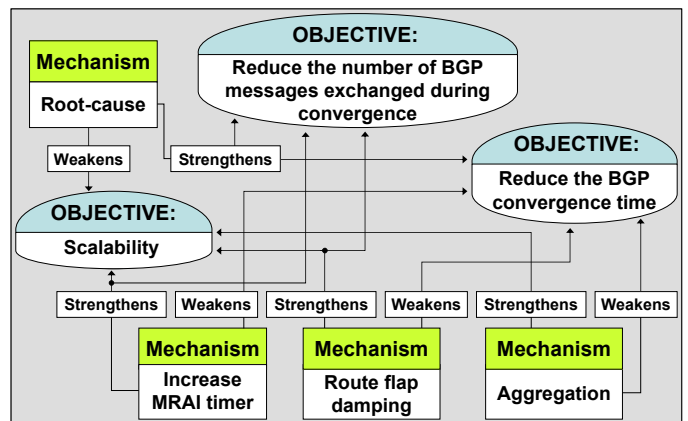 OBJECTIVE:
Reduce the number of BGP
messages exchanged during
convergence
Mechanism
Root-cause
Weakens
Strengthens
OBJECTIVE:
Reduce the BGP
convergence time
OBJECTIVE:
Scalability
Strengthens
Weakens
Strengthens
Weakens
Strengthens
Weakens
Mechanism
Increase
MRAI timer
Mechanism
Route flap
damping
Mechanism
Aggregation